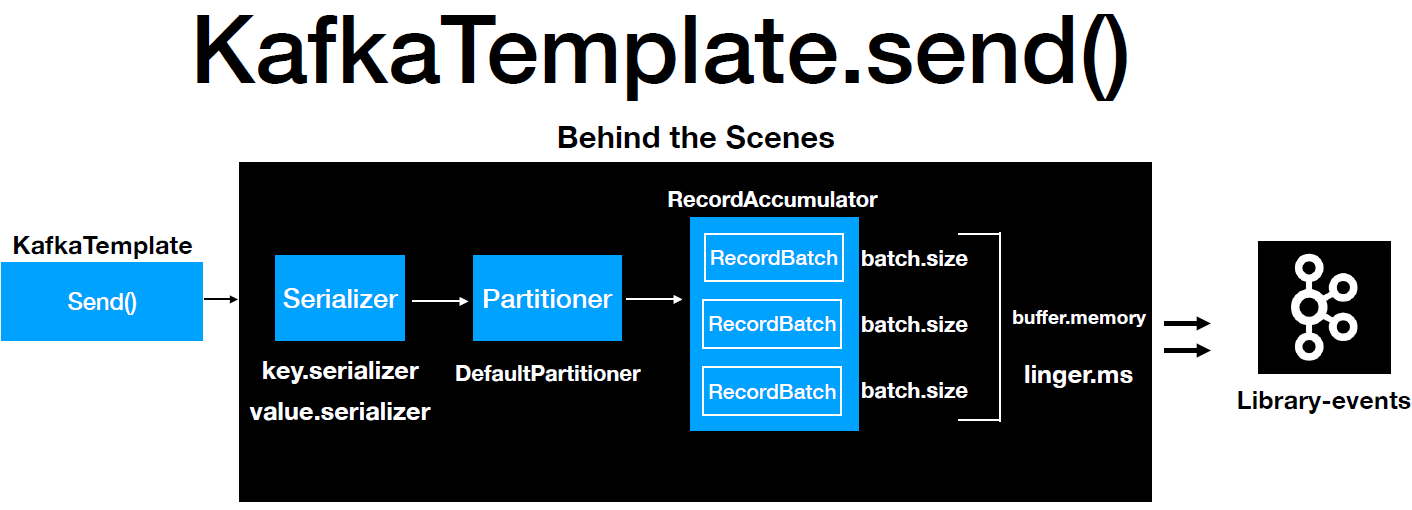 KafkaTemplate.send()
Behind the Scenes
KafkaTemplate
Send()
Serializer
key.serializer
value.serializer
Partitioner
DefaultPartitioner
RecordAccumulator
RecordBatch
batch.size
RecordBatch
batch.size
RecordBatch
batch.size
buffer.memory
linger.ms
Library-events